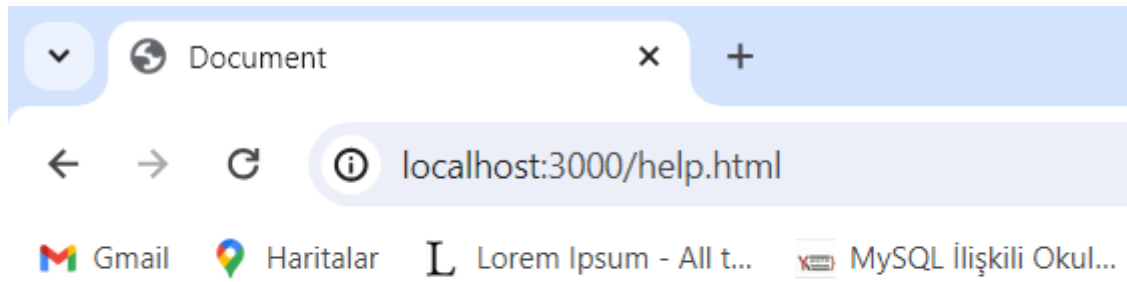 Document
localhost:3000/help.html
Gmail Haritalar L Lorem Ipsum - All t... MySQL İlişkili Okul...